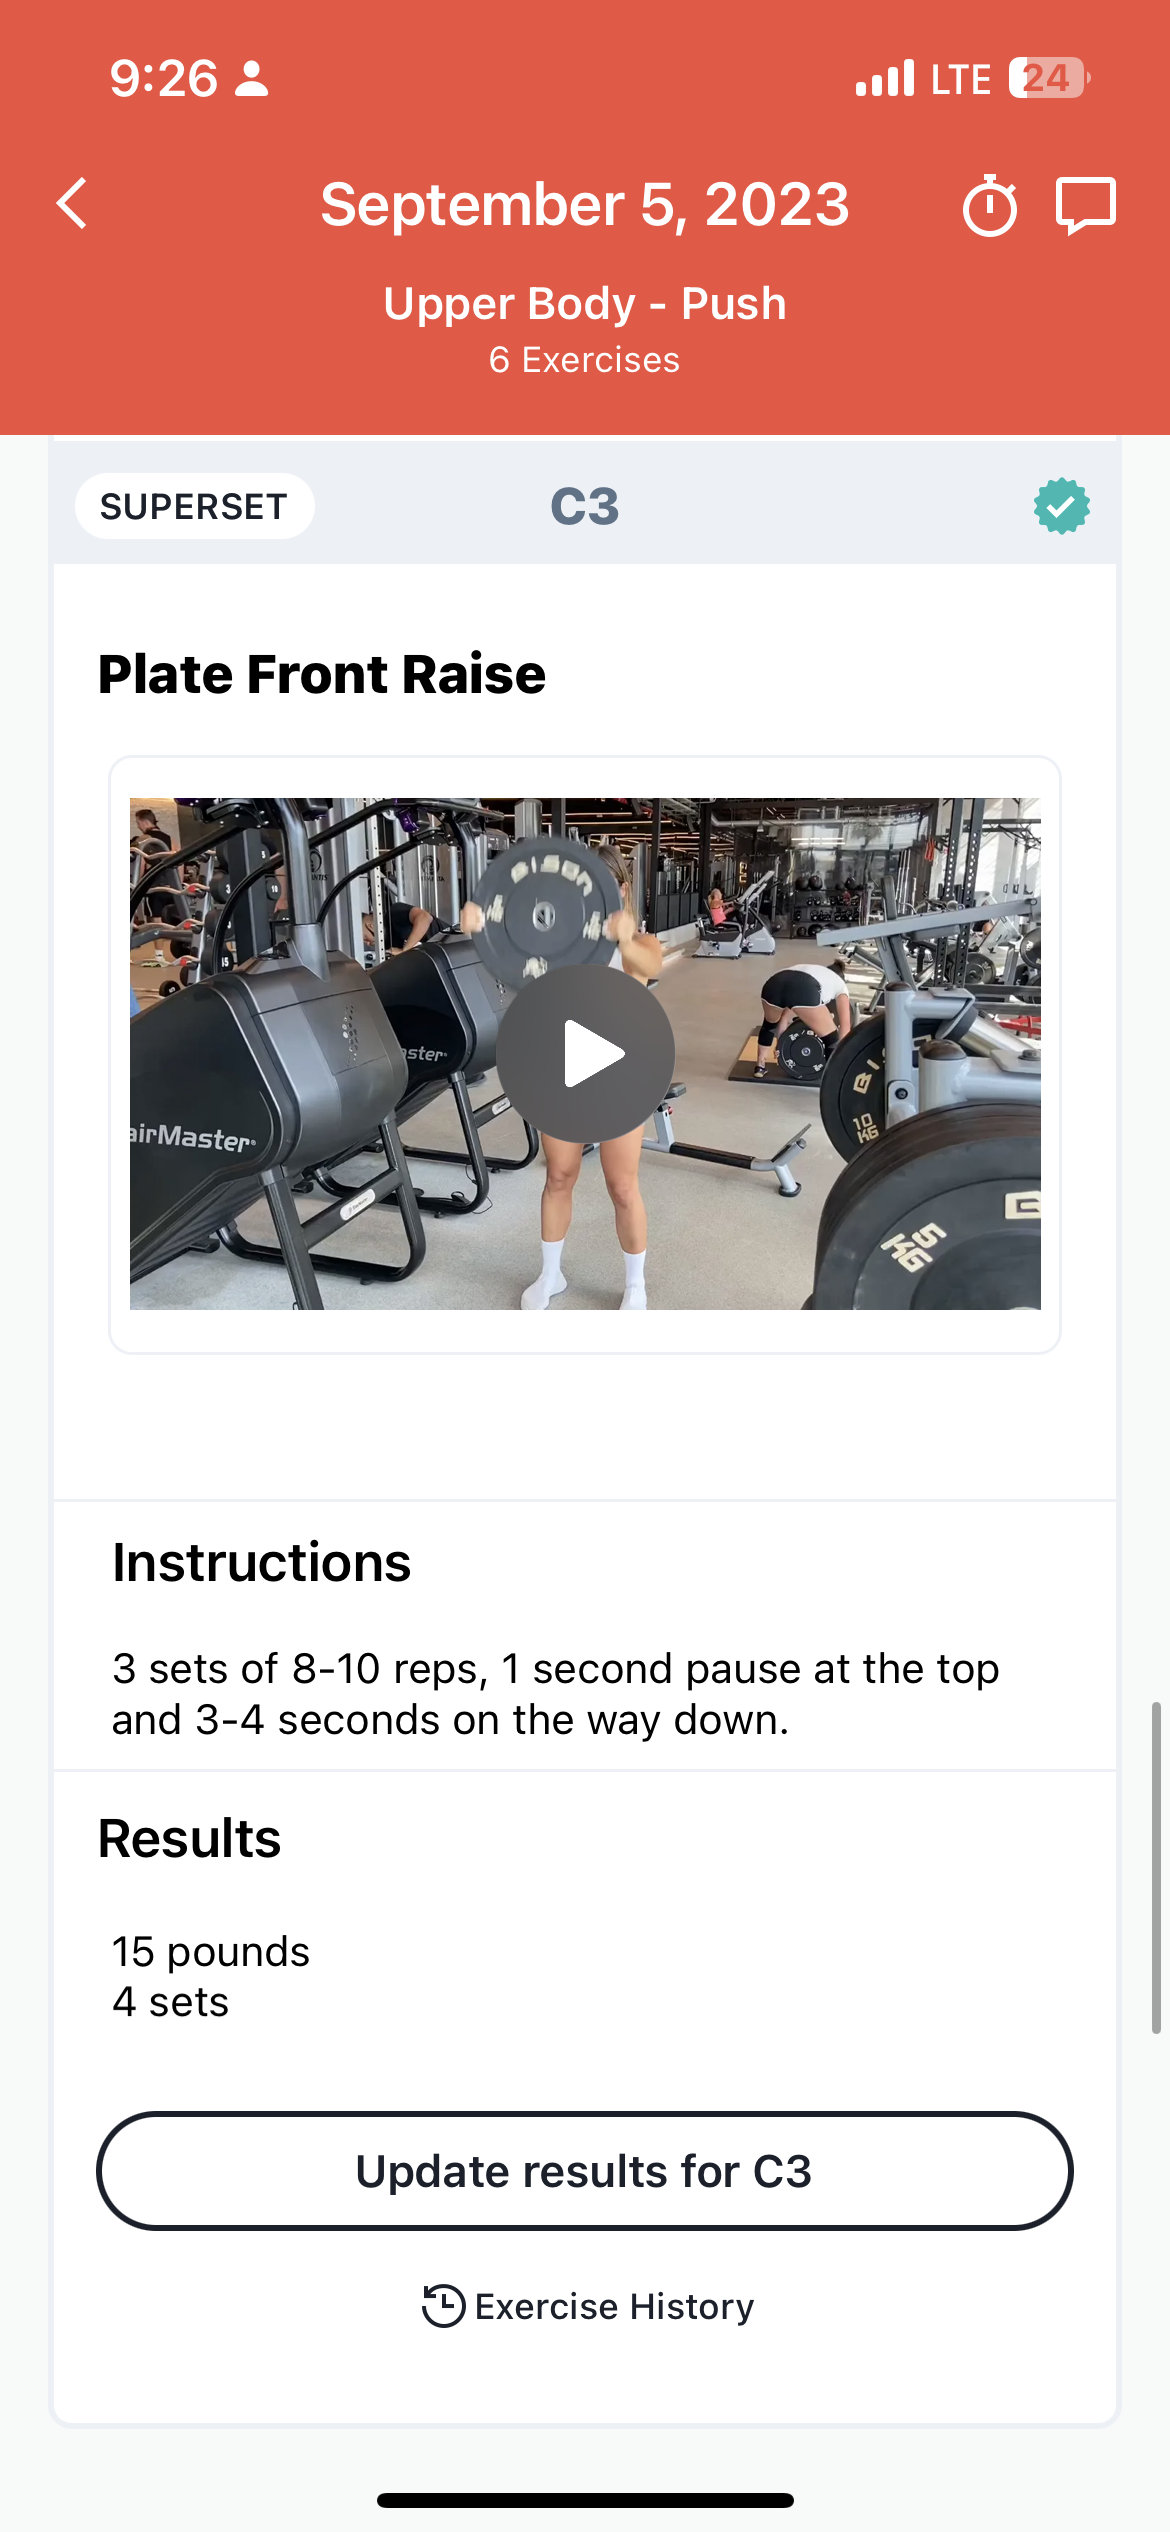 9:26
LTE 24
September 5, 2023
Upper Body - Push
6 Exercises
SUPERSET
C3
Plate Front Raise
BISON
aster
airMaster
10
KG
5
KG
Instructions
3 sets of 8-10 reps, 1 second pause at the top
and 3-4 seconds on the way down.
Results
15 pounds
4 sets
Update results for C3
Exercise History